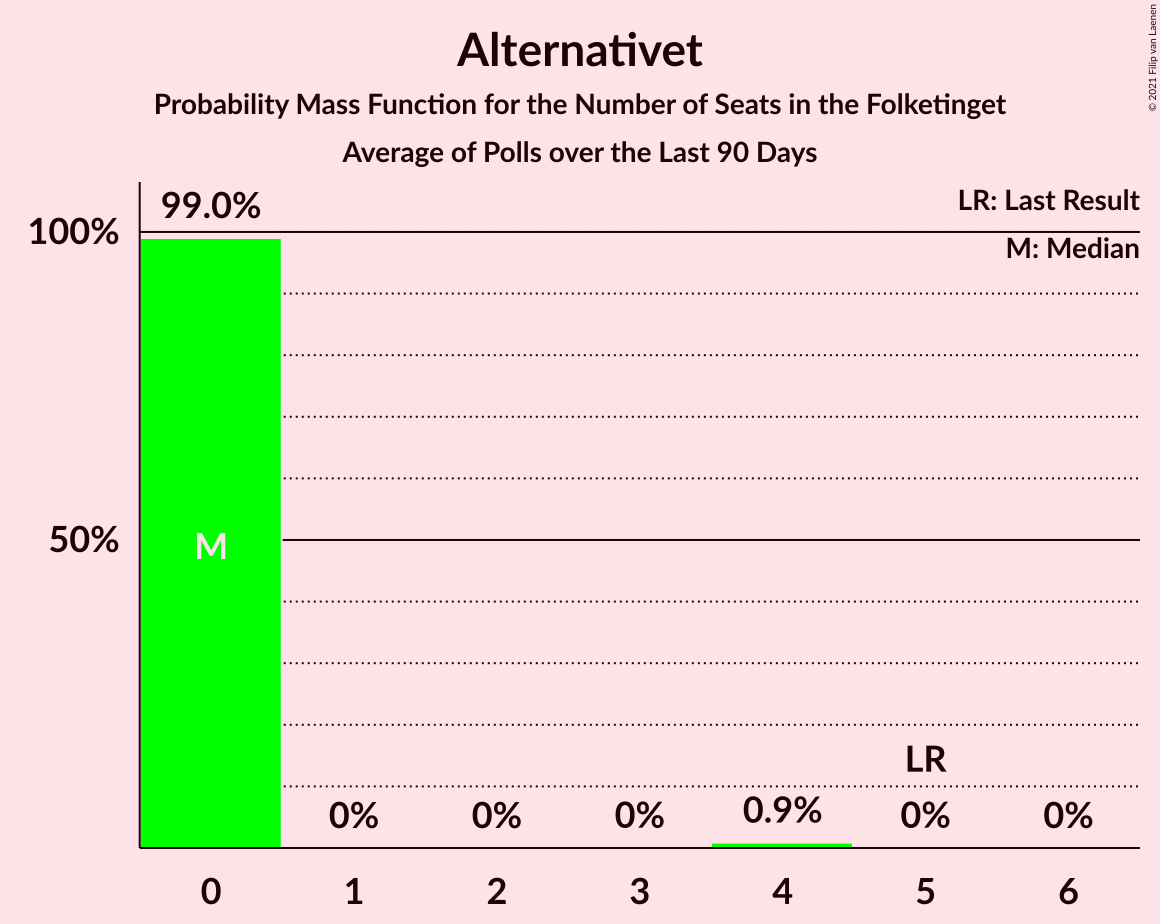 Alternativet
Probability Mass Function for the Number of Seats in the Folketinget
Average of Polls over the Last 90 Days
© 2021 Filip van Laenen
LR: Last Result
M: Median
99.0%
100%
50%
M
LR
0% 0% 0% 0.9% 0% 0%
0 1 2 3 4 5 6